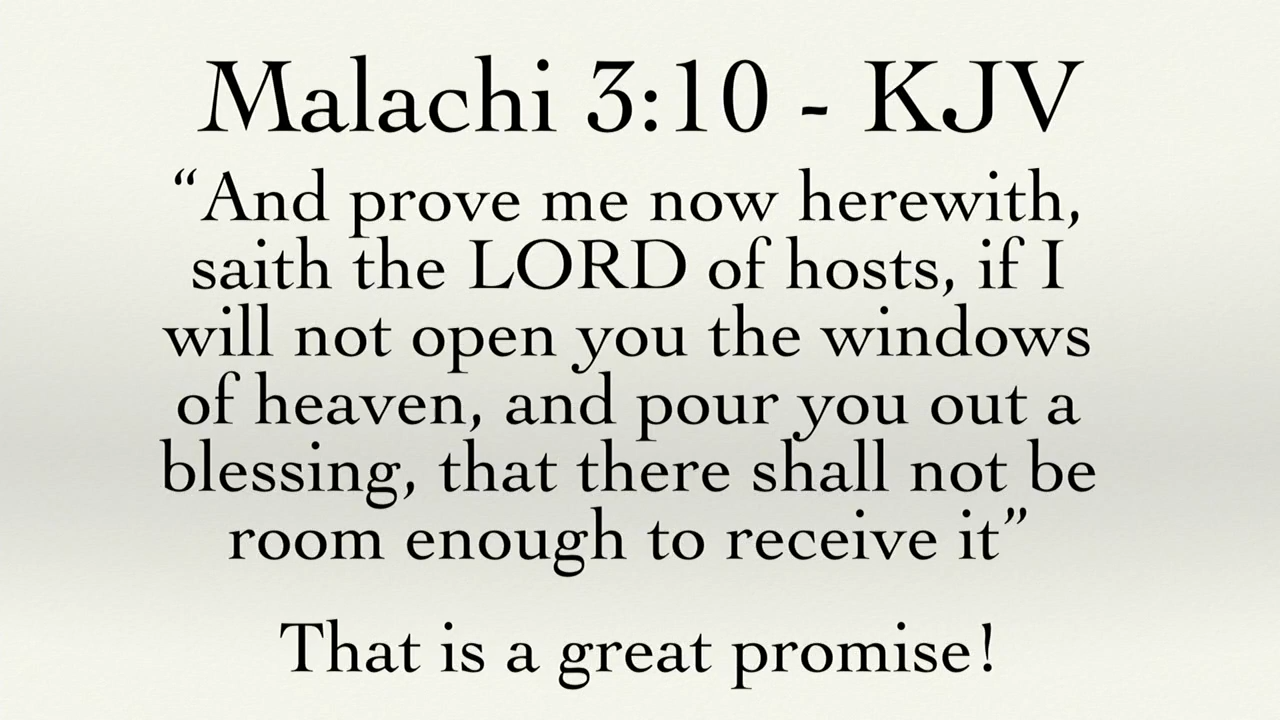 Malachi 3:10 - KJV
“And prove me now herewith,
saith the LORD of hosts, if I
will not open you the windows
of heaven, and pour you out a
blessing, that there shall not be
room enough to receive it”
That is a great promise!